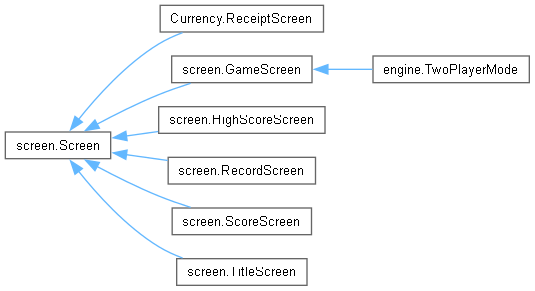 Currency.ReceiptScreen
screen.GameScreen
engine.TwoPlayerMode
screen.HighScoreScreen
screen.Screen
screen.RecordScreen
screen.ScoreScreen
screen.TitleScreen